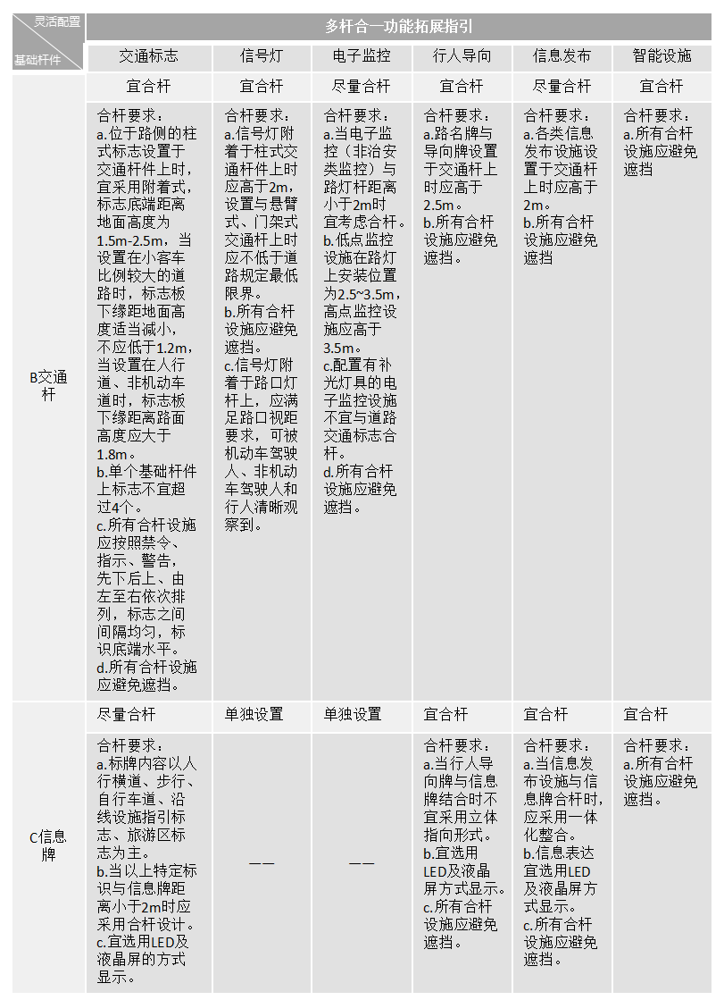 灵活配置
基础杆件
多杆合一功能拓展指引
交通标志
信号灯
电子监控
行人导向
信息发布
智能设施
B交通
杆
宜合杆
合杆要求：
a.位于路侧的柱
式标志设置于
交通杆件上时，
宜采用附着式，
标志底端距离
地面高度为
1.5m-2.5m，当
设置在小客车
比例较大的道
路时，标志板
下缘距地面高
度适当减小，
不应低于1.2m，
当设置在人行
道、非机动车
道时，标志板
下缘距离路面
高度应大于
1.8m。
b.单个基础杆件
上标志不宜超
过4个。
c.所有合杆设施
应按照禁令、
指示、警告，
先下后上、由
左至右依次排
列，标志之间
间隔均匀，标
识底端水平。
d.所有合杆设施
应避免遮挡。
宜合杆
合杆要求：
a.信号灯附
着于柱式交
通杆件上时
应高于2m，
设置与悬臂
式、门架式
交通杆上时
应不低于道
路规定最低
限界。
b.所有合杆
设施应避免
遮挡。
c.信号灯附
着于路口灯
杆上，应满
足路口视距
要求，可被
机动车驾驶
人、非机动
车驾驶人和
行人清晰观
察到。
尽量合杆
合杆要求：
a.当电子监
控（非治安
类监控）与
路灯杆距离
小于2m时
宜考虑合杆。
b.低点监控
设施在路灯
上安装位置
为2.5~3.5m，
高点监控设
施应高于
3.5m。
c.配置有补
光灯具的电
子监控设施
不宜与道路
交通标志合
杆。
d.所有合杆
设施应避免
遮挡。
宜合杆
合杆要求：
a.路名牌与
导向牌设置
于交通杆上
时应高于
2.5m。
b.所有合杆
设施应避免
遮挡。
尽量合杆
合杆要求：
a.各类信息
发布设施设
置于交通杆
上时应高于
2m。
b.所有合杆
设施应避免
遮挡
宜合杆
合杆要求：
a.所有合杆
设施应避免
遮挡
C信息
牌
尽量合杆
合杆要求：
a.标牌内容以人
行横道、步行、
自行车道、沿
线设施指引标
志、旅游区标
志为主。
b.当以上特定标
识与信息牌距
离小于2m时应
采用合杆设计。
c.宜选用LED及
液晶屏的方式
显示。
单独设置
——
单独设置
——
宜合杆
合杆要求：
a.当行人导
向牌与信息
牌结合时不
宜采用立体
指向形式。
b.宜选用
LED及液晶
屏方式显示。
c.所有合杆
设施应避免
遮挡。
宜合杆
合杆要求：
a.当信息发
布设施与信
息牌合杆时，
应采用一体
化整合。
b.信息表达
宜选用LED
及液晶屏方
式显示。
c.所有合杆
设施应避免
遮挡。
宜合杆
合杆要求：
a.所有合杆
设施应避免
遮挡。